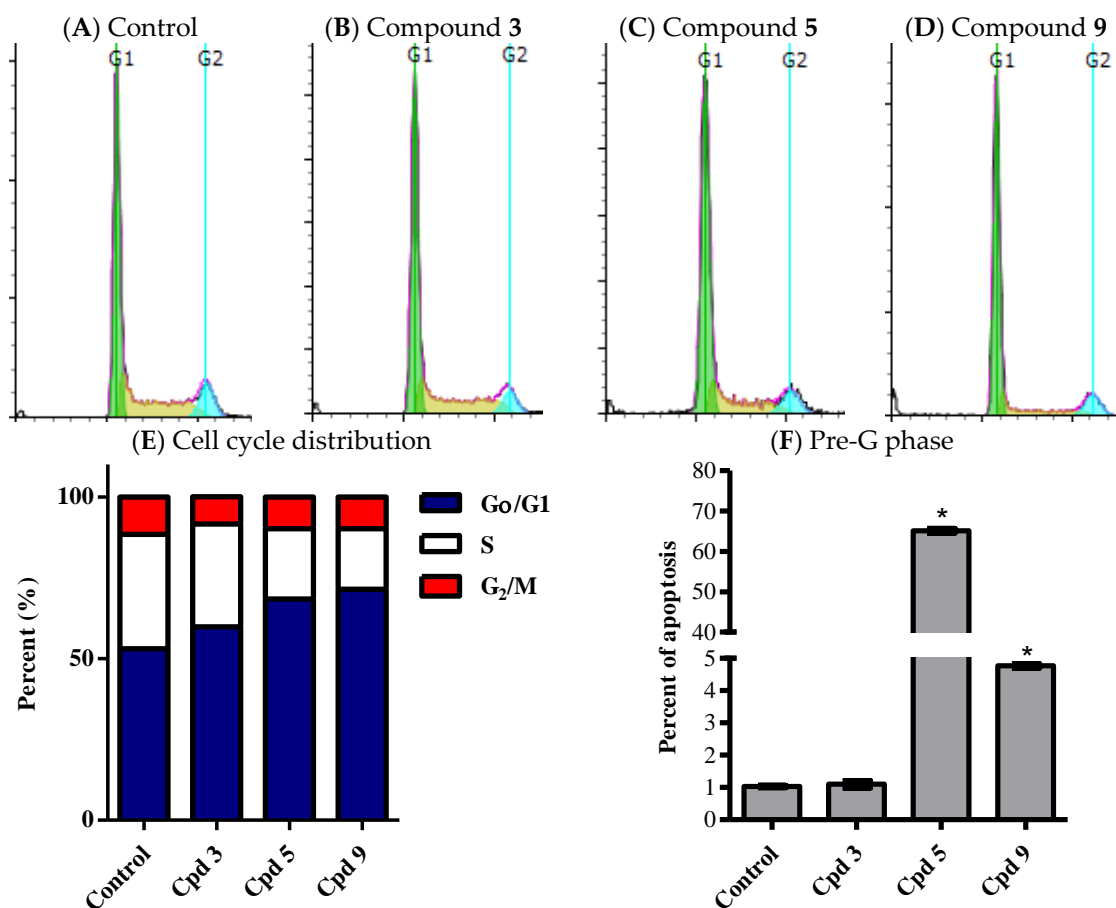 (A) Control
(B) Compound 3
(C) Compound 5
(D) Compound 9
G1
G2
G1
G2
G1
G2
G1
G2
(E) Cell cycle distribution
(F) Pre-G phase
Percent (%)
100
50
0
Control
Cpd 3
Cpd 5
Cpd 9
Go/G1
S
G₂/M
Percent of apoptosis
80
70
60
50
40
5
4
3
2
1
0
*
*
Control
Cpd 3
Cpd 5
Cpd 9